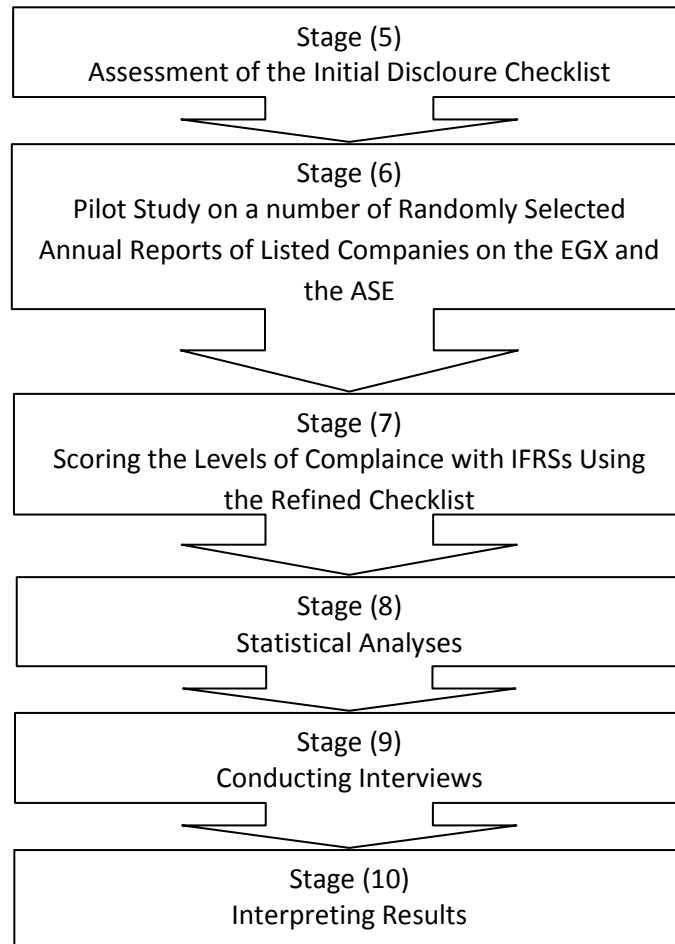 Stage (5)
Assessment of the Initial Discloure Checklist
Stage (6)
Pilot Study on a number of Randomly Selected
Annual Reports of Listed Companies on the EGX and
the ASE
Stage (7)
Scoring the Levels of Complaince with IFRSs Using
the Refined Checklist
Stage (8)
Statistical Analyses
Stage (9)
Conducting Interviews
Stage (10)
Interpreting Results